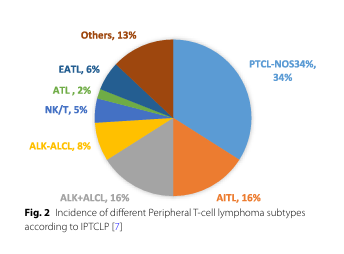 Others, 13%
EATL, 6%
ATL , 2%
NK/T, 5%
ALK-ALCL, 8%
ALK+ALCL, 16%
AITL, 16%
PTCL-NOS34%,
34%
Fig. 2 Incidence of different Peripheral T-cell lymphoma subtypes
according to IPTCLP [7]